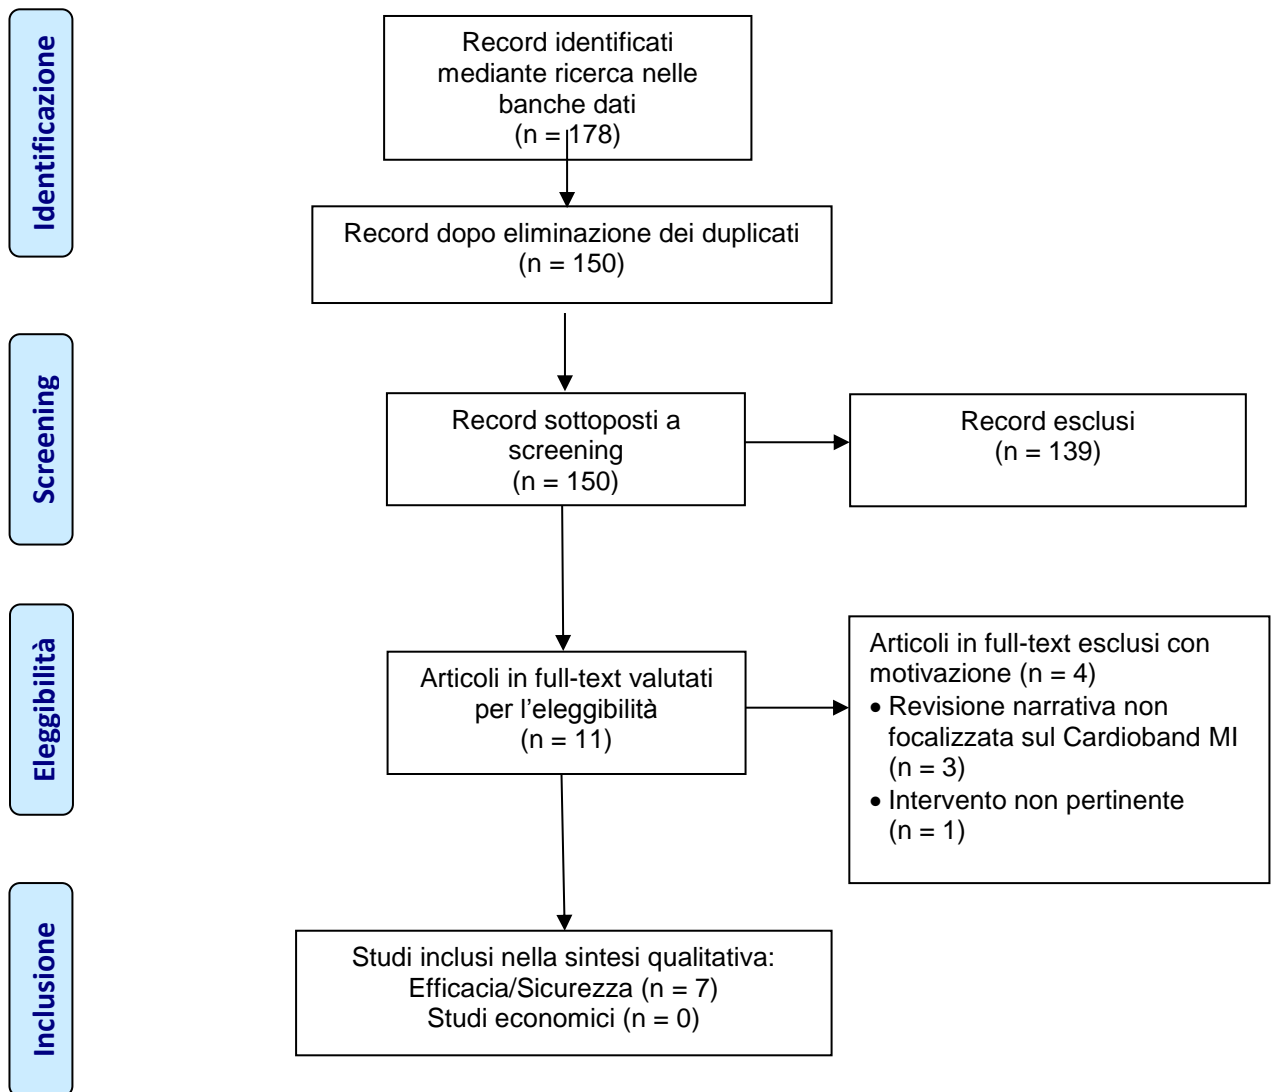 Identificazione
Record identificati
mediante ricerca nelle
banche dati
(n = 178)
Record dopo eliminazione dei duplicati
(n = 150)
Screening
Record sottoposti a
screening
(n = 150)
Record esclusi
(n = 139)
Eleggibilità
Articoli in full-text valutati
per l'eleggibilità
(n = 11)
Articoli in full-text esclusi con
motivazione (n = 4)
• Revisione narrativa non
focalizzata sul Cardioband MI
(n = 3)
• Intervento non pertinente
(n = 1)
Inclusione
Studi inclusi nella sintesi qualitativa:
Efficacia/Sicurezza (n = 7)
Studi economici (n = 0)